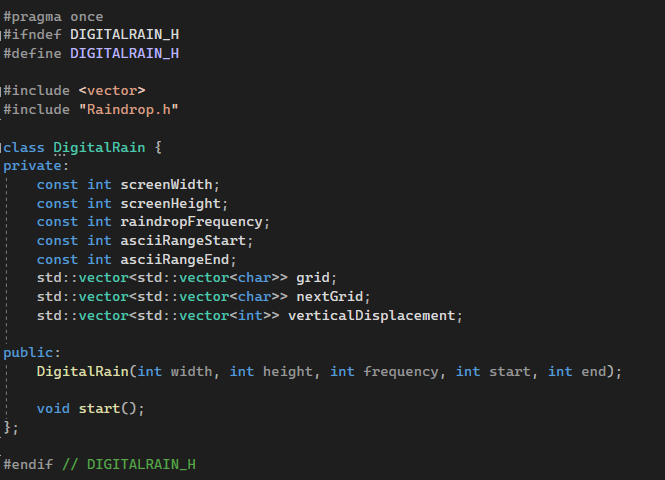 #pragma once
#ifndef DIGITALRAIN_H
#define DIGITALRAIN_H

#include <vector>
#include "Raindrop.h"

class DigitalRain {
private:
    const int screenWidth;
    const int screenHeight;
    const int raindropFrequency;
    const int asciiRangeStart;
    const int asciiRangeEnd;
    std::vector<std::vector<char>> grid;
    std::vector<std::vector<char>> nextGrid;
    std::vector<std::vector<int>> verticalDisplacement;

public:
    DigitalRain(int width, int height, int frequency, int start, int end);

    void start();
};

#endif // DIGITALRAIN_H